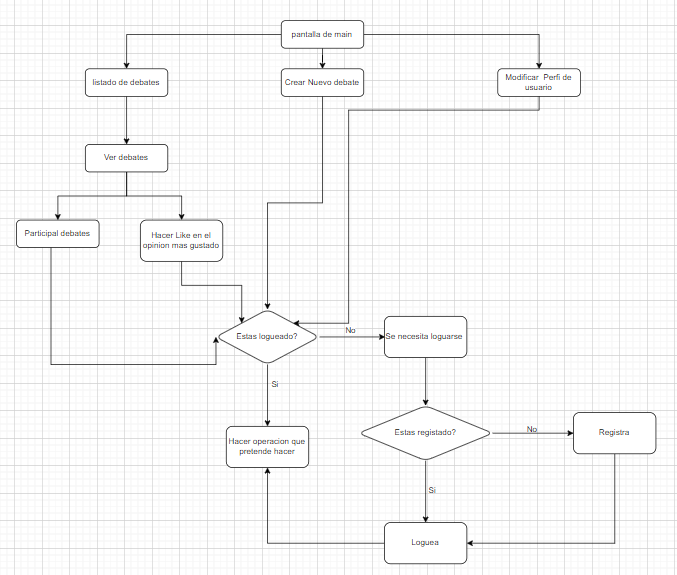 pantalla de main
listado de debates
Crear Nuevo debate
Modificar Perfi de
usuario
Ver debates
Participal debates
Hacer Like en el
opinion mas gustado
Estas logueado?
No
Se necesita loguarse
Si
Estas registado?
No
Registra
Hacer operacion que
pretende hacer
Si
Loguea